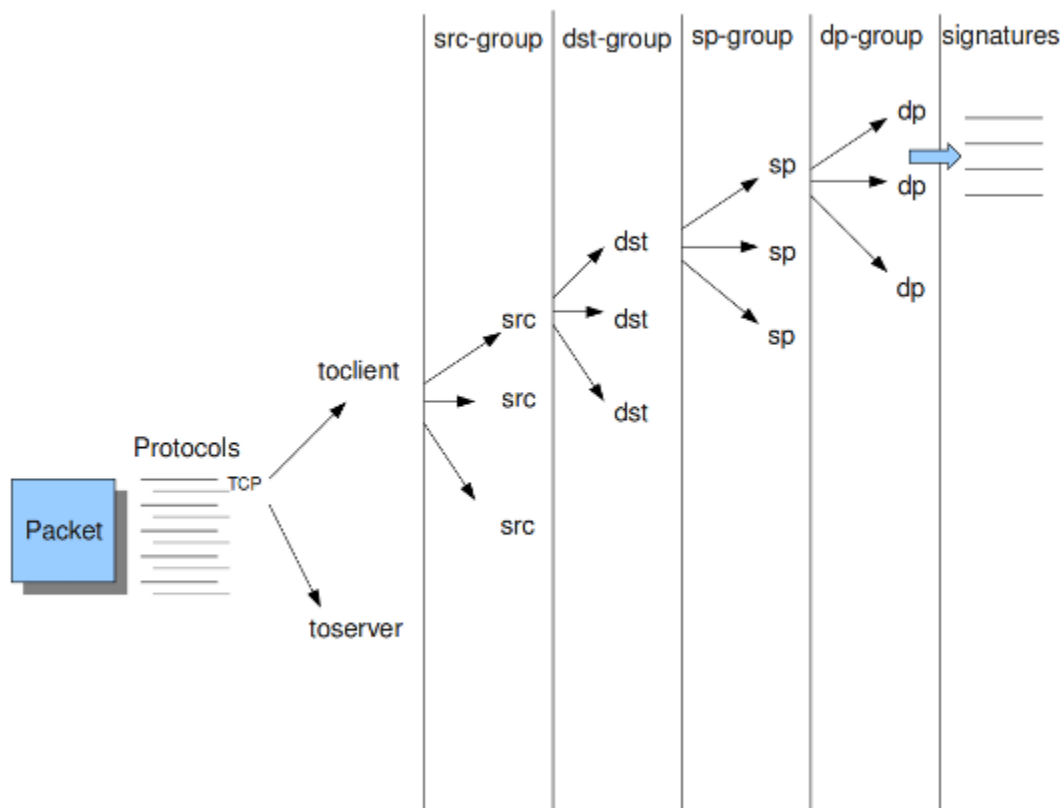 src-group dst-group sp-group dp-group signatures
dp
sp
dp
dst
sp
dp
src
dst
sp
toclient
src
dst
Protocols
TCP
Packet
src
toserver